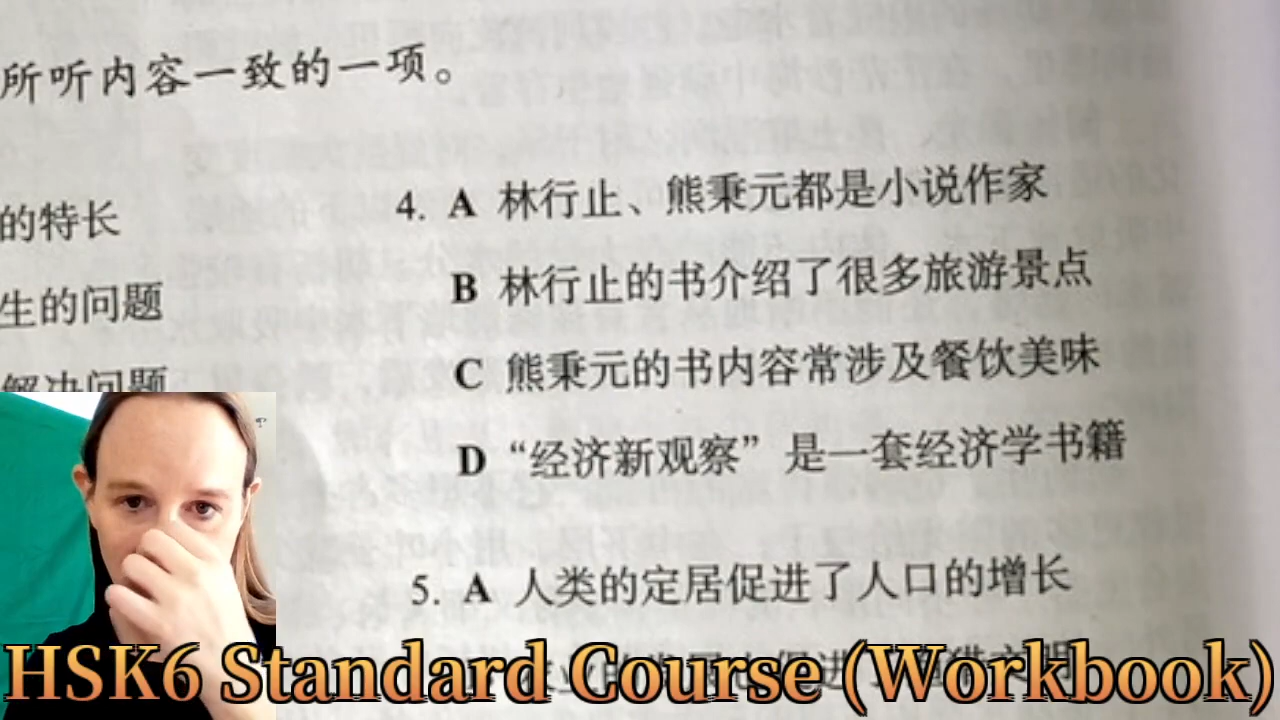 所听内容一致的一项。
的特长
生的问题
解决问题
4. A 林行止、熊秉元都是小说作家
B 林行止的书介绍了很多旅游景点
C 熊秉元的书内容常涉及餐饮美味
D “经济新观察”是一套经济学书籍
5. A 人类的定居促进了人口的增长
HSK6 Standard Course (Workbook)